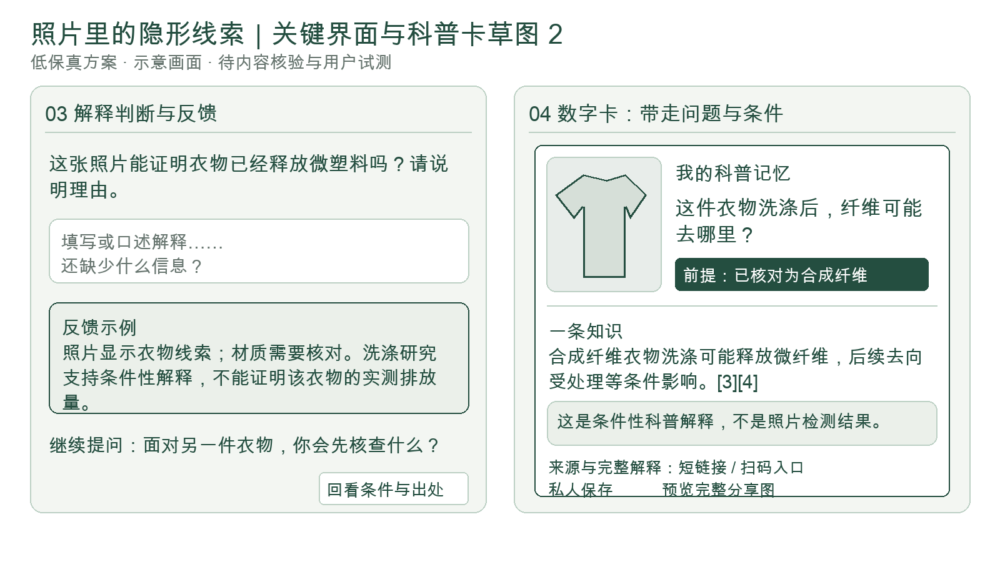 照片里的隐形线索 | 关键界面与科普卡草图 2
低保真方案 · 示意画面 · 待内容核验与用户试测
03 解释判断与反馈
这张照片能证明衣物已经释放微塑料吗？请说
明理由。
填写或口述解释……
还缺少什么信息？
反馈示例
照片显示衣物线索；材质需要核对。洗涤研究
支持条件性解释，不能证明该衣物的实测排放
量。
继续提问：面对另一件衣物，你会先核查什么？
回看条件与出处
04 数字卡：带走问题与条件
我的科普记忆
这件衣物洗涤后，纤维可能
去哪里？
前提：已核对为合成纤维
一条知识
合成纤维衣物洗涤可能释放微纤维，后续去向
受处理等条件影响。[3][4]
这是条件性科普解释，不是照片检测结果。
来源与完整解释：短链接 / 扫码入口
私人保存 预览完整分享图